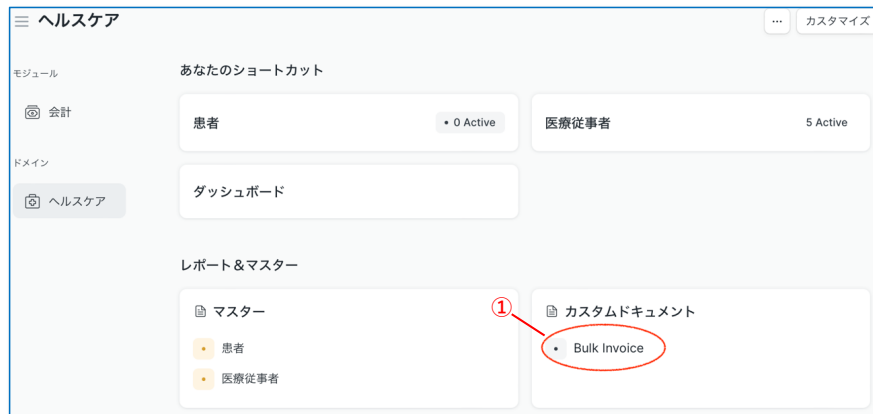 ヘルスケア
... カスタマイズ
モジュール
会計
ドメイン
ヘルスケア
あなたのショートカット
患者 • 0 Active
医療従事者 5 Active
ダッシュボード
レポート＆マスター
マスター
• 患者
• 医療従事者
①
カスタムドキュメント
• Bulk Invoice